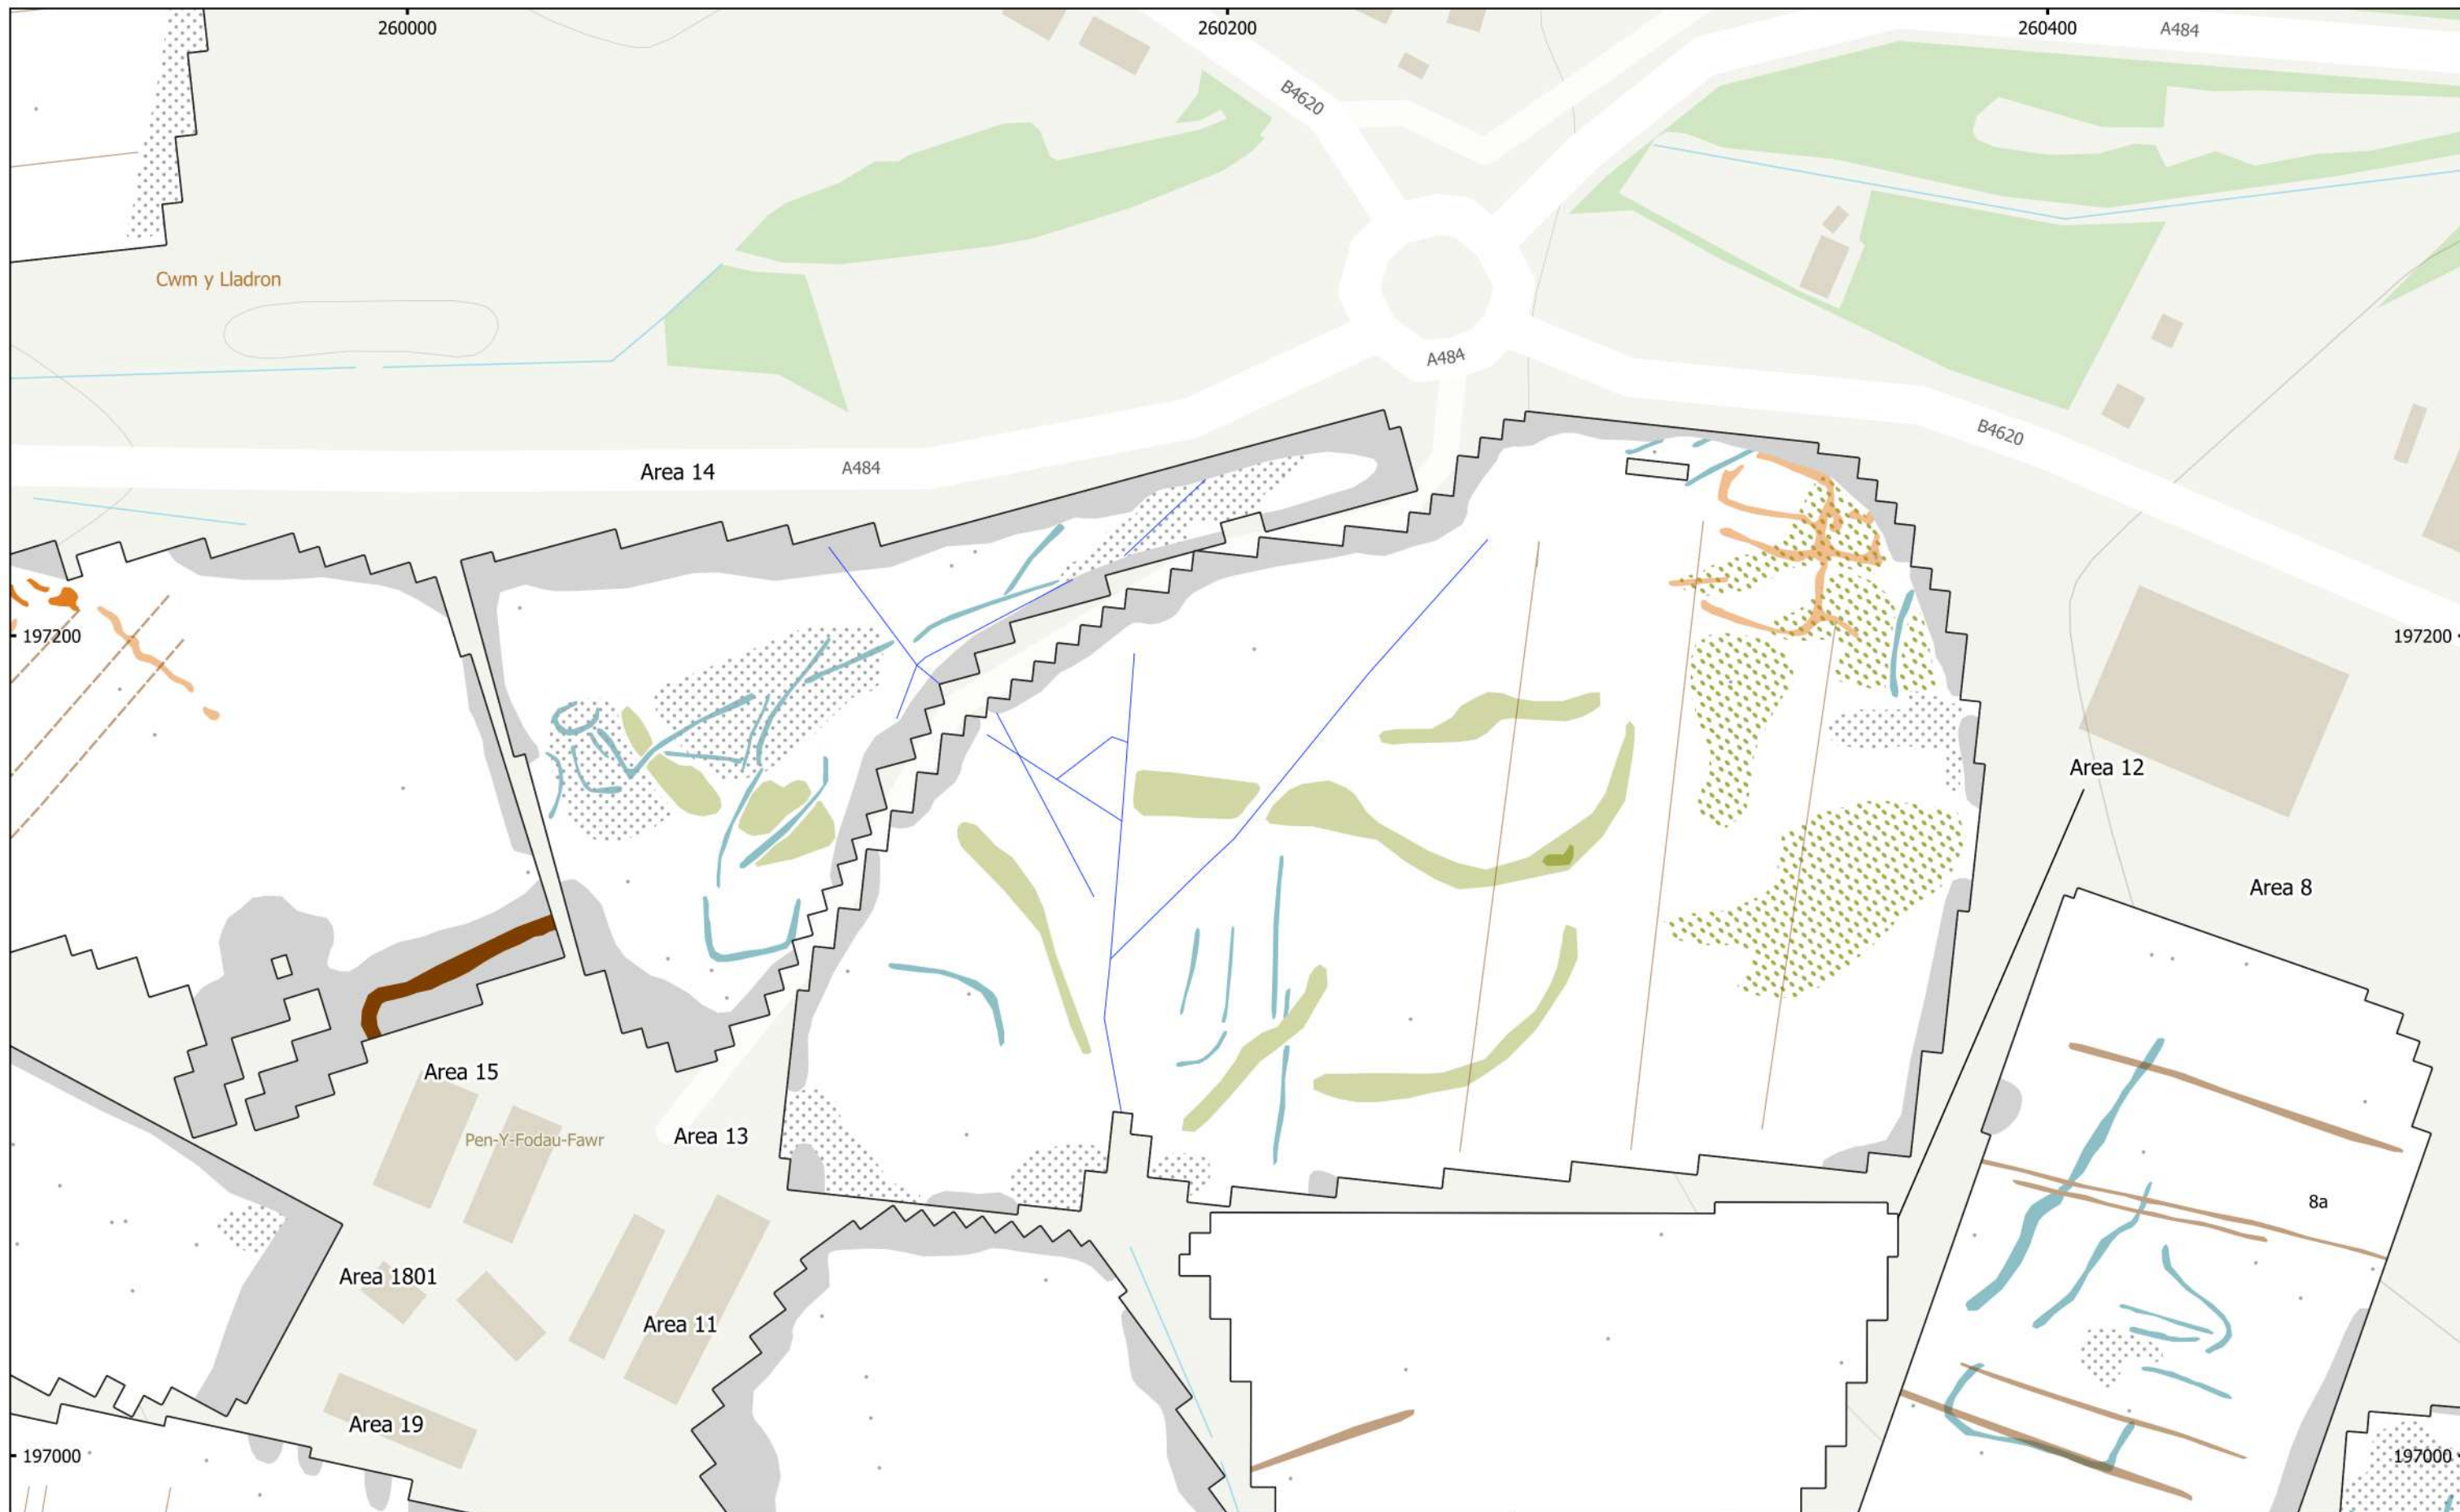 260000
260200
260400
A484
B4620
Cwm y Lladron
A484
B4620
Area 14
A484
197200
197200
Area 12
Area 8
Area 15
Pen-Y-Fodau-Fawr
Area 13
8a
Area 1801
Area 11
Area 19
197000
197000